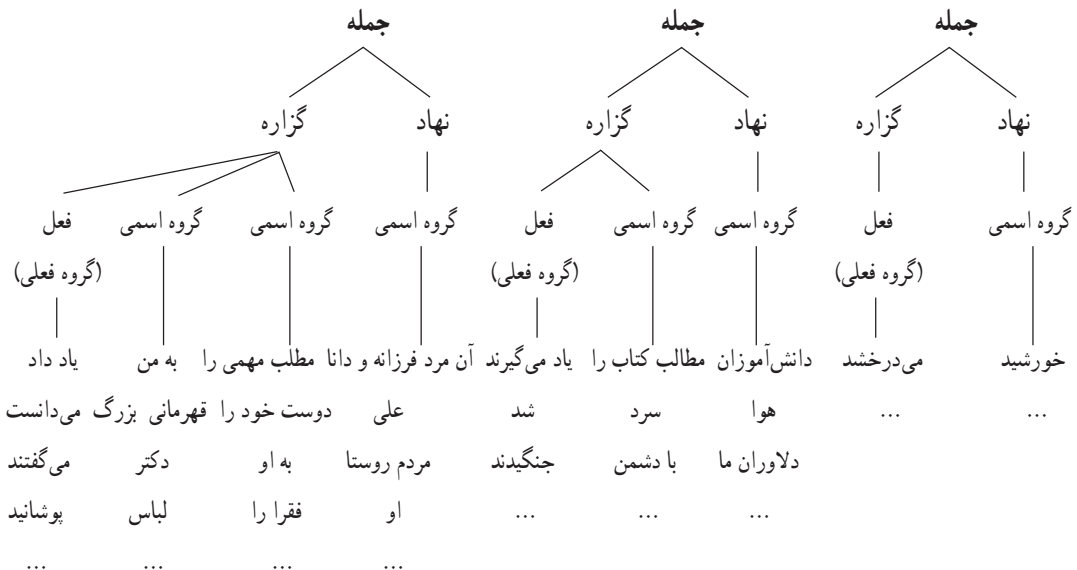 جمله جمله جمله
نهاد گزاره نهاد گزاره نهاد گزاره
گروه اسمی فعل گروه اسمی گروه اسمی فعل گروه اسمی گروه اسمی گروه اسمی فعل
(گروه فعلی) (گروه فعلی) (گروه فعلی)
خورشید می‌درخشد دانش‌آموزان مطالب کتاب را یاد می‌گیرند آن مرد فرزانه و دانا مطلب مهمی را به من یاد داد
... ... هوا سرد شد علی دوست خود را قهرمانی بزرگ می‌دانست
دلاوران ما با دشمن جنگیدند مردم روستا به او دکتر می‌گفتند
... ... ... او فقرا را لباس پوشانید
... ... ... ...